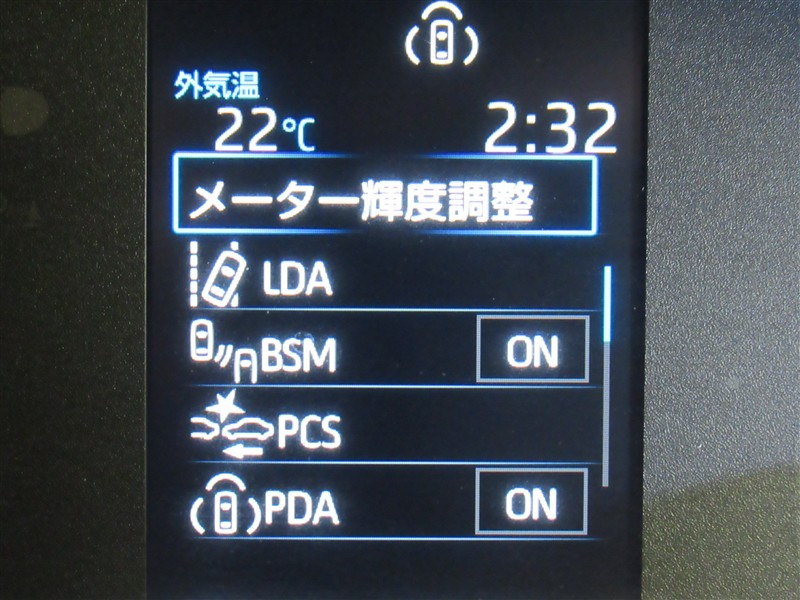 外気温
22℃ 2:32
メーター輝度調整
LDA
BSM ON
PCS
PDA ON